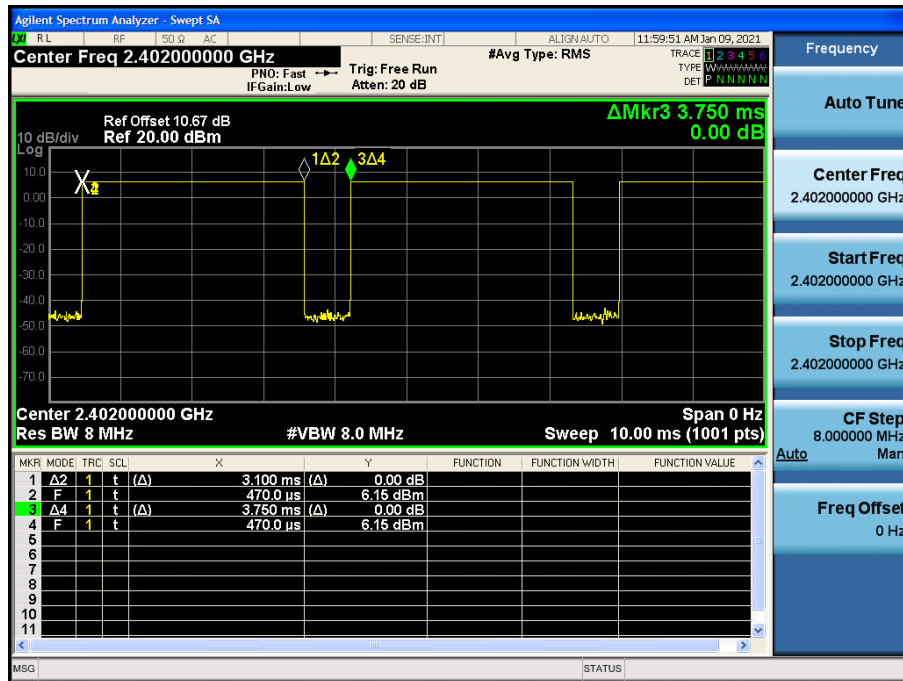 Agilent Spectrum Analyzer - Swept SA
LXI RL RF 50 Ω AC SENSE:INT ALIGN AUTO 11:59:51 AM Jan 09, 2021
Center Freq 2.402000000 GHz
PNO: Fast
IFGain:Low
Trig: Free Run
Atten: 20 dB
#Avg Type: RMS
TRACE 1 2 3 4 5 6
TYPE W W W W W W
DET P N N N N N
ΔMkr3 3.750 ms
0.00 dB
Ref Offset 10.67 dB
10 dB/div Ref 20.00 dBm
Log
10.0
0.00
-10.0
-20.0
-30.0
-40.0
-50.0
-60.0
-70.0
1Δ2 3Δ4
Center 2.402000000 GHz Span 0 Hz
Res BW 8 MHz #VBW 8.0 MHz Sweep 10.00 ms (1001 pts)
MKR MODE TRC SCL X Y FUNCTION FUNCTION WIDTH FUNCTION VALUE
1 Δ2 1 t (Δ) 3.100 ms (Δ) 0.00 dB
2 F 1 t 470.0 µs 6.15 dBm
3 Δ4 1 t (Δ) 3.750 ms (Δ) 0.00 dB
4 F 1 t 470.0 µs 6.15 dBm
5
6
7
8
9
10
11
MSG STATUS
Frequency
Auto Tune
Center Freq
2.402000000 GHz
Start Freq
2.402000000 GHz
Stop Freq
2.402000000 GHz
CF Step
8.000000 MHz
Auto Man
Freq Offset
0 Hz